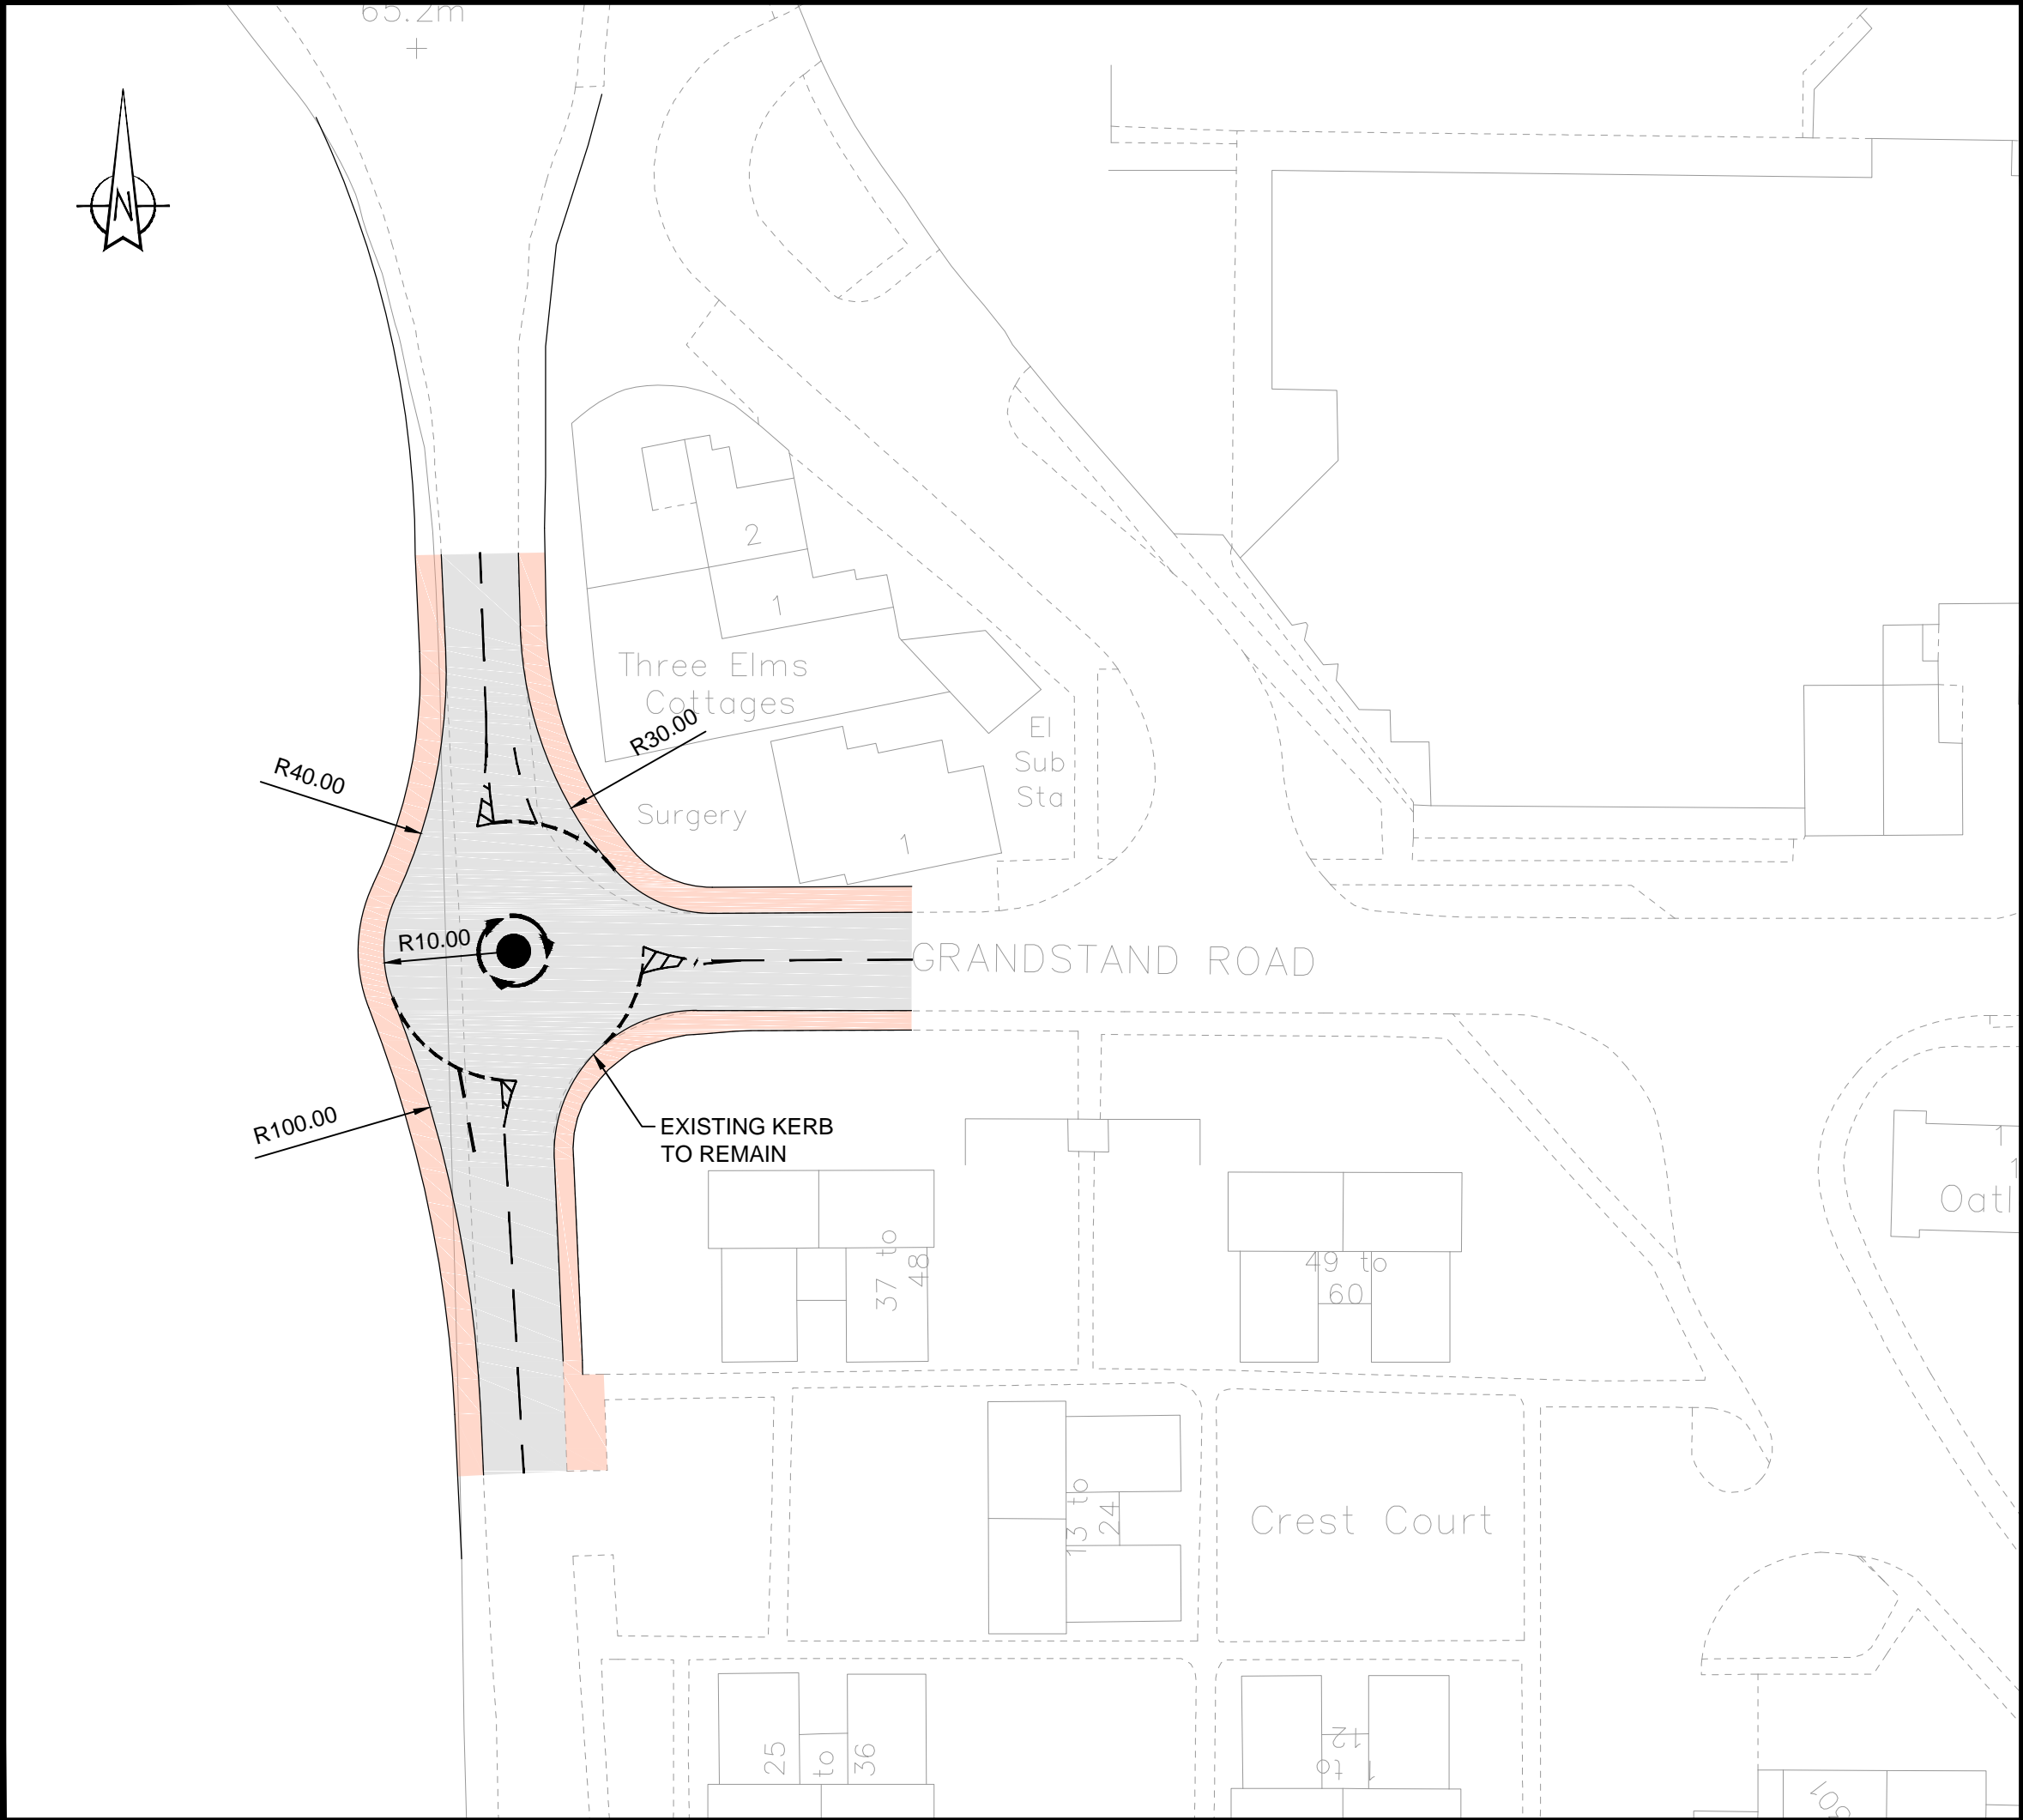 65.2m
N
2
1
Three Elms
Cottages
R30.00
El
Sub
Sta
R40.00
Surgery
1
R10.00
GRANDSTAND ROAD
R100.00
EXISTING KERB
TO REMAIN
1
1
Oatl
37 to
48
49 to
60
13 to
24
Crest Court
25
to
36
1 to
12